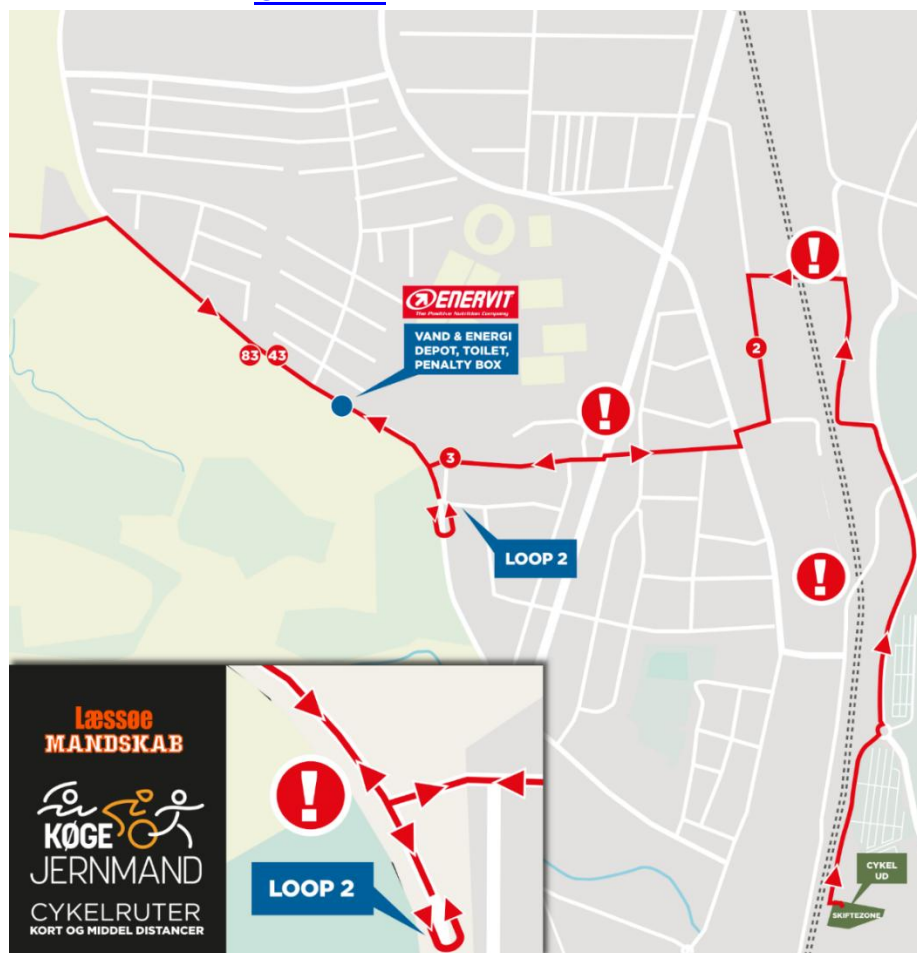 ENERVIT
The Positive Nutrition Company
VAND & ENERGI
DEPOT, TOILET,
PENALTY BOX
!
2
83 43
!
3
LOOP 2
!
Læssøe
MANDSKAB
!
KØGE
JERNMAND
CYKELRUTER
KORT OG MIDDEL DISTANCER
LOOP 2
CYKEL
UD
SKIFTEZONE